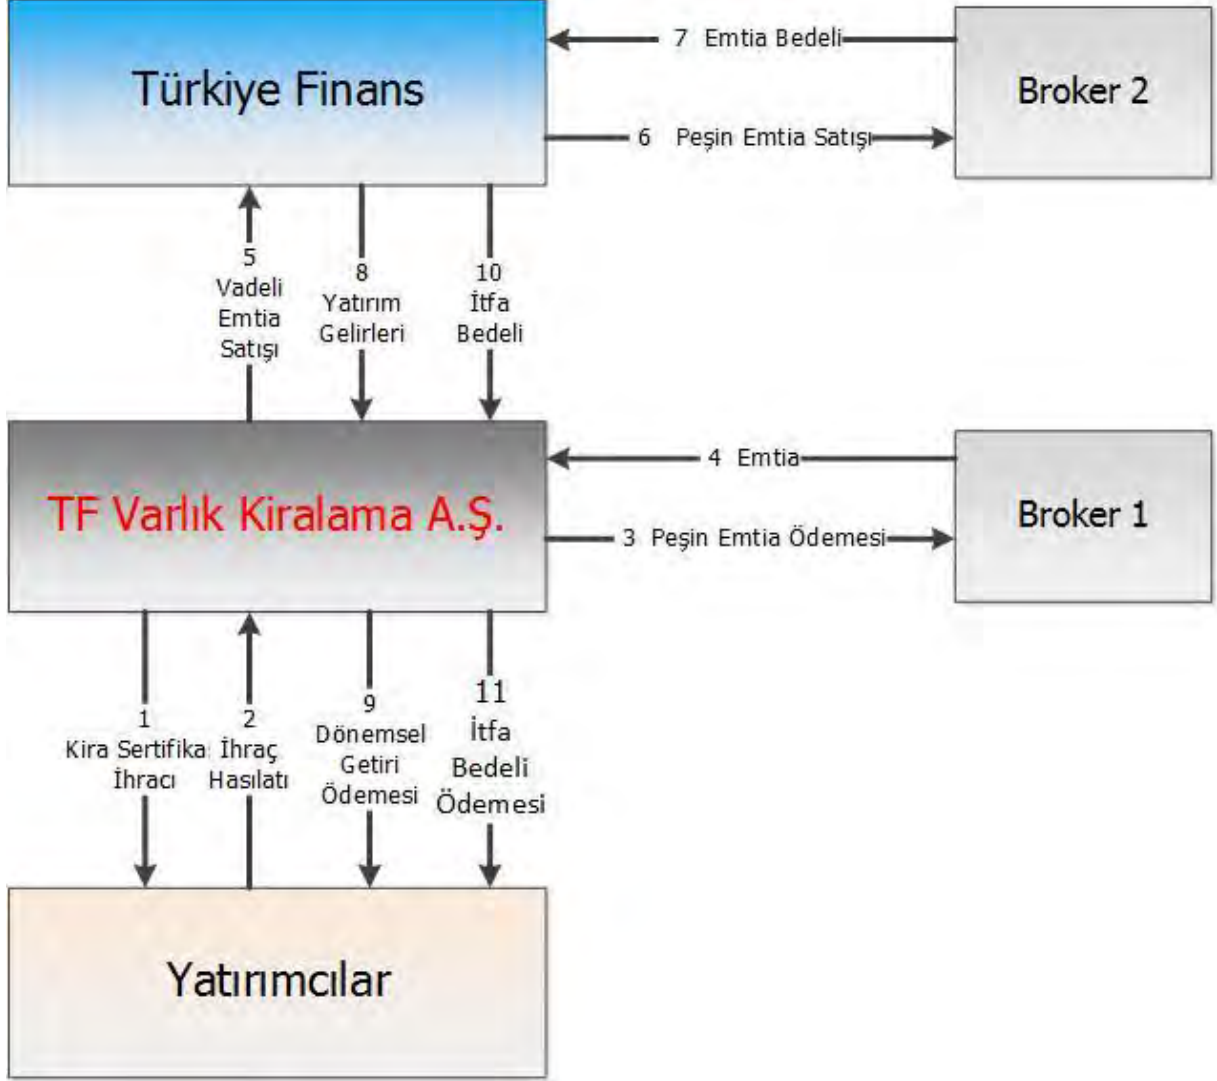 7 Emtia Bedeli
Türkiye Finans
Broker 2
6 Peşin Emtia Satışı
5
Vadeli
Emtia
Satışı
8
Yatırım
Gelirleri
10
İtfa
Bedeli
4 Emtia
TF Varlık Kiralama A.Ş.
Broker 1
3 Peşin Emtia Ödemesi
1
Kira Sertifika
İhracı
2
İhraç
Hasılatı
9
Dönemsel
Getiri
Ödemesi
11
İtfa
Bedeli
Ödemesi
Yatırımcılar